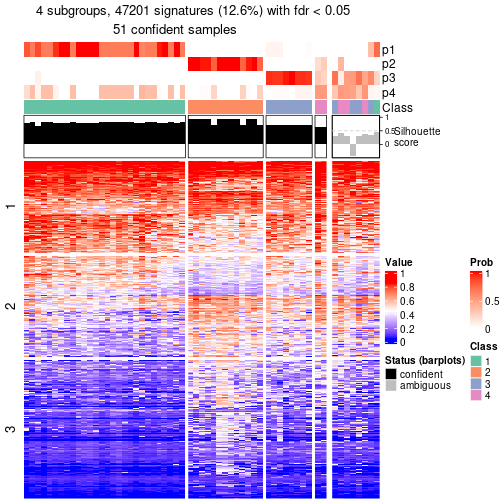 4 subgroups, 47201 signatures (12.6%) with fdr < 0.05
51 confident samples
p1
p2
p3
p4
Class
1
0.5
0
Silhouette
score
1
2
3
Value
1
0.8
0.6
0.4
0.2
0
Prob
1
0.5
0
Status (barplots)
confident
ambiguous
Class
1
2
3
4